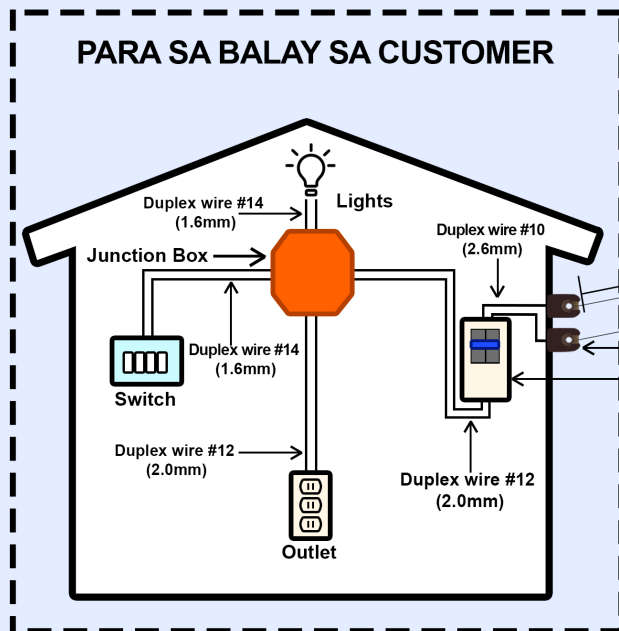 PARA SA BALAY SA CUSTOMER
Duplex wire #14
(1.6mm)
Lights
Junction Box
Duplex wire #10
(2.6mm)
Duplex wire #14
(1.6mm)
Switch
Duplex wire #12
(2.0mm)
Duplex wire #12
(2.0mm)
Outlet